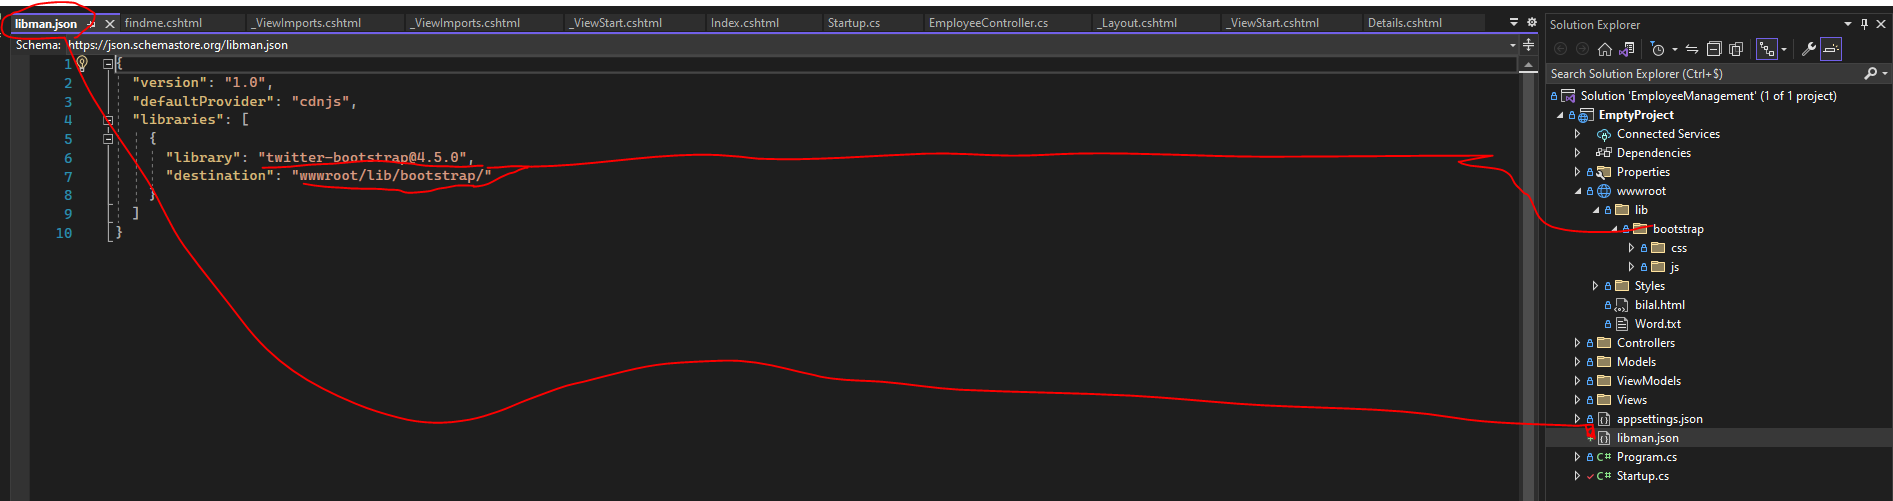 libman.json findme.cshtml _ViewImports.cshtml _ViewImports.cshtml _ViewStart.cshtml Index.cshtml Startup.cs EmployeeController.cs _Layout.cshtml _ViewStart.cshtml Details.cshtml
Schema: https://json.schemastore.org/libman.json
1 {
2 "version": "1.0",
3 "defaultProvider": "cdnjs",
4 "libraries": [
5 {
6 "library": "twitter-bootstrap@4.5.0",
7 "destination": "wwwroot/lib/bootstrap/"
8 }
9 ]
10 }
Solution Explorer
Search Solution Explorer (Ctrl+$)
Solution 'EmployeeManagement' (1 of 1 project)
EmptyProject
Connected Services
Dependencies
Properties
wwwroot
lib
bootstrap
css
js
Styles
bilal.html
Word.txt
Controllers
Models
ViewModels
Views
appsettings.json
libman.json
C# Program.cs
C# Startup.cs